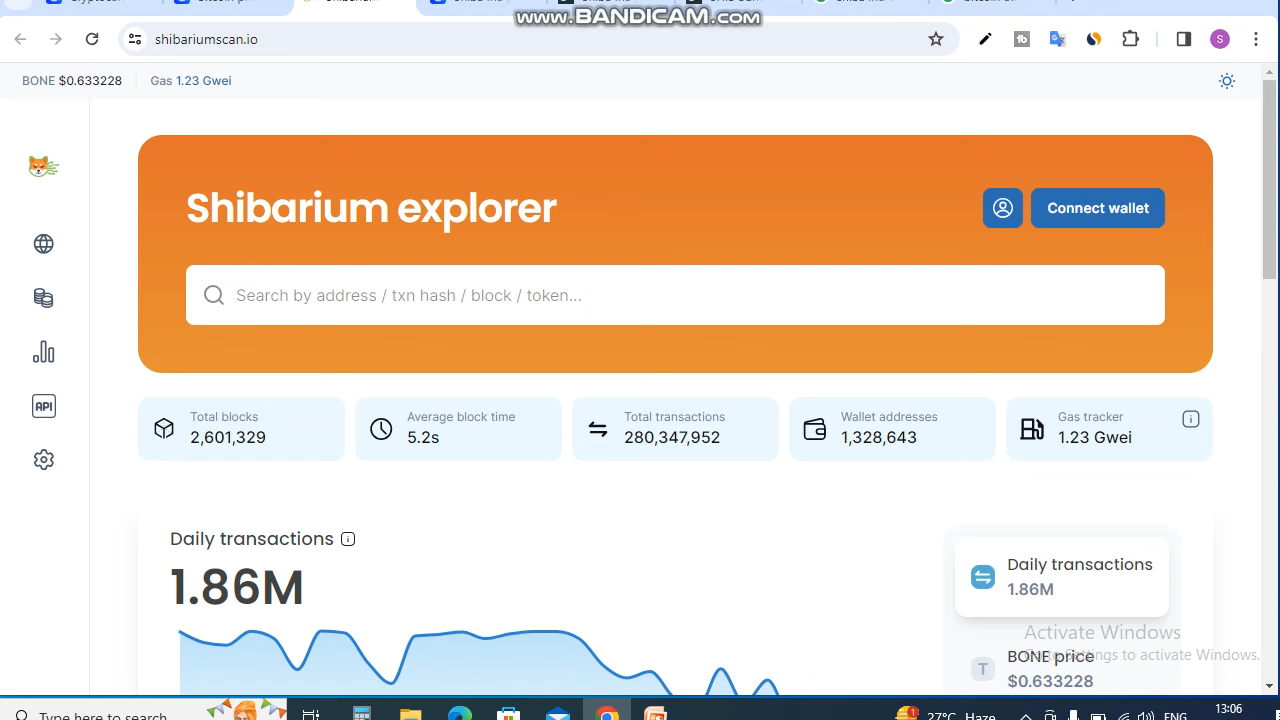 www.BANDICAM.com
shibariumscan.io
S
BONE $0.633228
Gas 1.23 Gwei
Shibarium explorer
Connect wallet
Search by address / txn hash / block / token...
API
Total blocks
2,601,329
Average block time
5.2s
Total transactions
280,347,952
Wallet addresses
1,328,643
Gas tracker
1.23 Gwei
Daily transactions
1.86M
Daily transactions
1.86M
Activate Windows
Settings to activate Windows.
BONE price
T
$0.633228
Type here to search
1
27°C Haze
ENG
13:06